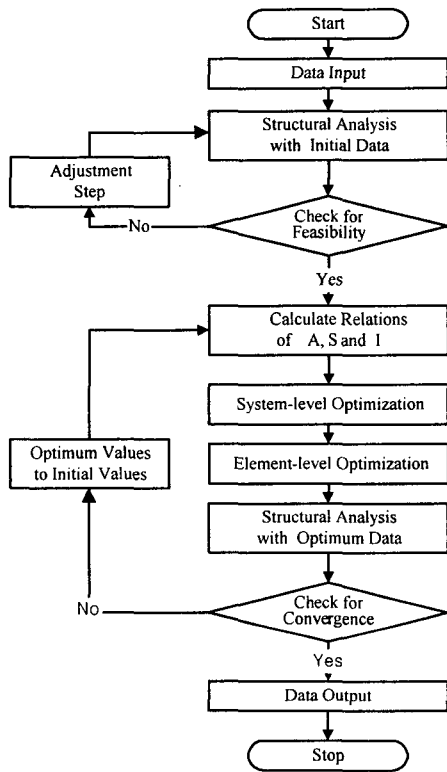 Start
Data Input
Structural Analysis
with Initial Data
Adjustment
Step
No
Check for
Feasibility
Yes
Calculate Relations
of A, S and I
System-level Optimization
Optimum Values
to Initial Values
Element-level Optimization
Structural Analysis
with Optimum Data
No
Check for
Convergence
Yes
Data Output
Stop